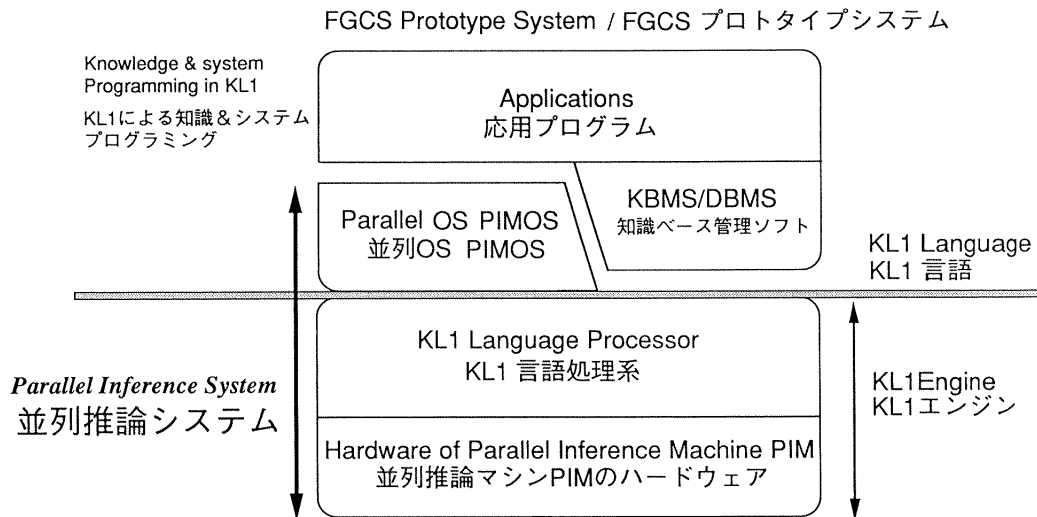 FGCS Prototype System / FGCS プロトタイプシステム
Knowledge & system
Programming in KL1
KL1による知識＆システム
プログラミング
Applications
応用プログラム
KBMS/DBMS
知識ベース管理ソフト
Parallel OS PIMOS
並列OS PIMOS
KL1 Language
KL1 言語
KL1 Language Processor
KL1 言語処理系
Parallel Inference System
並列推論システム
KL1Engine
KL1エンジン
Hardware of Parallel Inference Machine PIM
並列推論マシンPIMのハードウェア